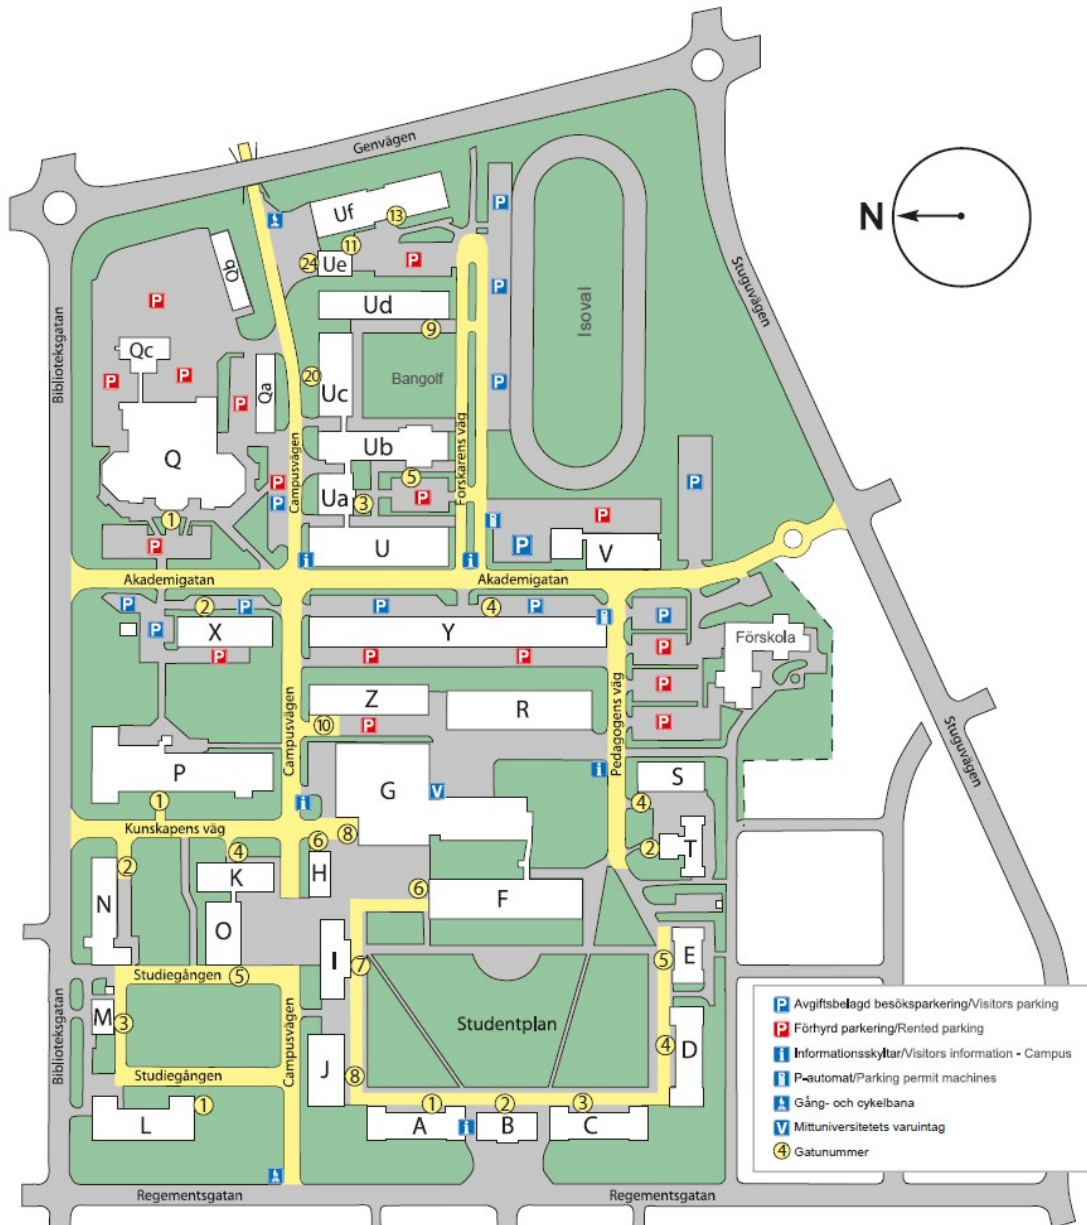 Genvägen
Uf
13
11
24
Ue
P
N
Stuguvägen
Qb
P
Ud
9
P
P
Isoval
Biblioteksgatan
Qc
P
P
P
Qa
20
Uc
Bangolf
P
Q
Campusvägen
Ub
Forskarens väg
5
P
P
Ua
3
P
P
P
1
P
U
P
P
V
Akademigatan
Akademigatan
P
2
P
P
4
P
P
P
X
Y
Förskola
P
P
P
P
P
P
Z
R
10
P
Campusvägen
Pedagogens väg
Stuguvägen
P
G
V
S
1
4
Kunskapens väg
8
6
2
T
2
4
K
H
6
F
N
O
I
7
5
E
Studiegången
5
M
3
Studentplan
4
D
Biblioteksgatan
Campusvägen
Studiegången
J
8
1
L
1
A
2
B
3
C
Regementsgatan
Regementsgatan
P Avgiftsbelagd besöksparkering/Visitors parking
P Förhyrd parkering/Rented parking
i Informationsskyltar/Visitors information - Campus
P-automat/Parking permit machines
Gång- och cykelbana
V Mittuniversitetets varuintag
4 Gatunummer